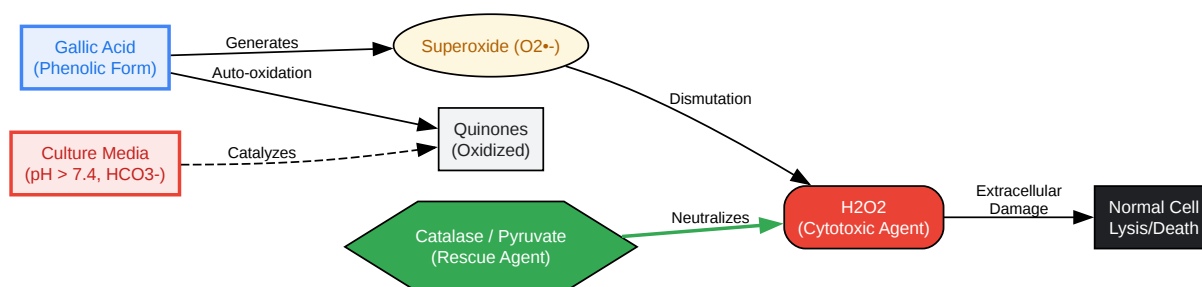 Gallic Acid
(Phenolic Form)
Generates
Superoxide (O2•-)
Auto-oxidation
Dismutation
Quinones
(Oxidized)
Culture Media
(pH > 7.4, HCO3-)
Catalyzes
Catalase / Pyruvate
(Rescue Agent)
Neutralizes
H2O2
(Cytotoxic Agent)
Extracellular
Damage
Normal Cell
Lysis/Death